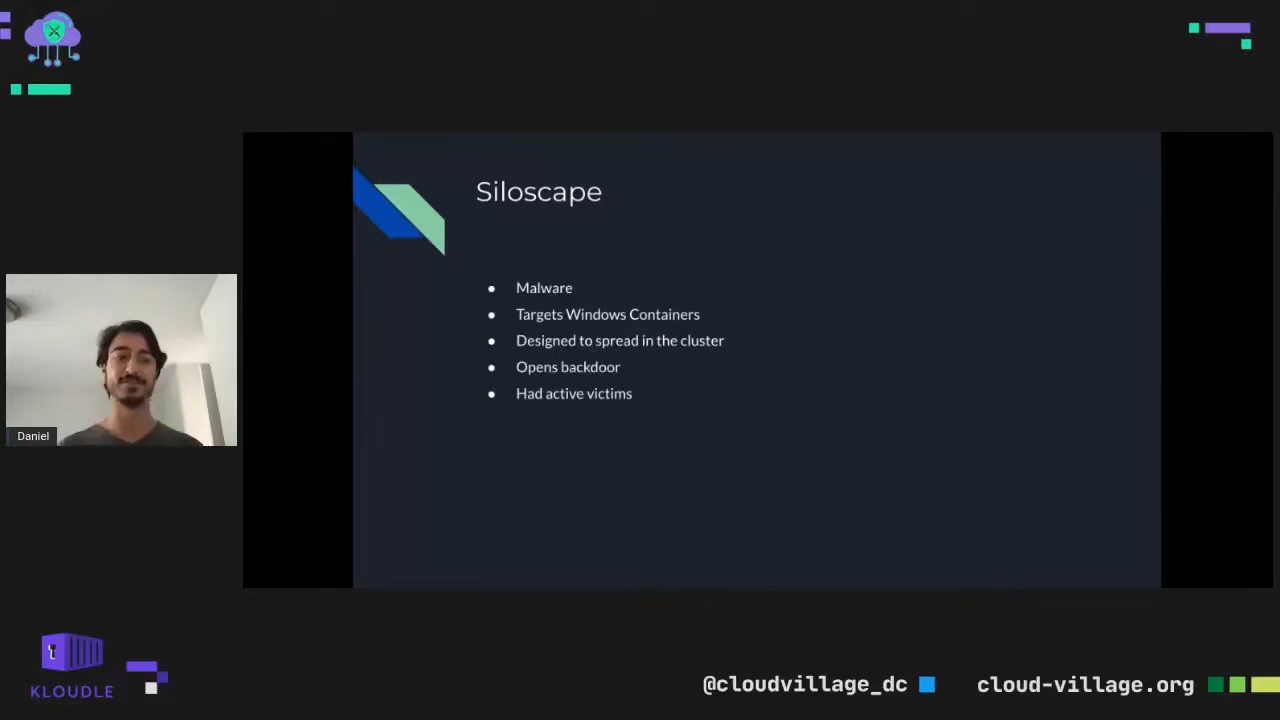 Siloscape
● Malware
● Targets Windows Containers
● Designed to spread in the cluster
● Opens backdoor
● Had active victims
Daniel
KLOUDLE
@cloudvillage_dc
cloud-village.org